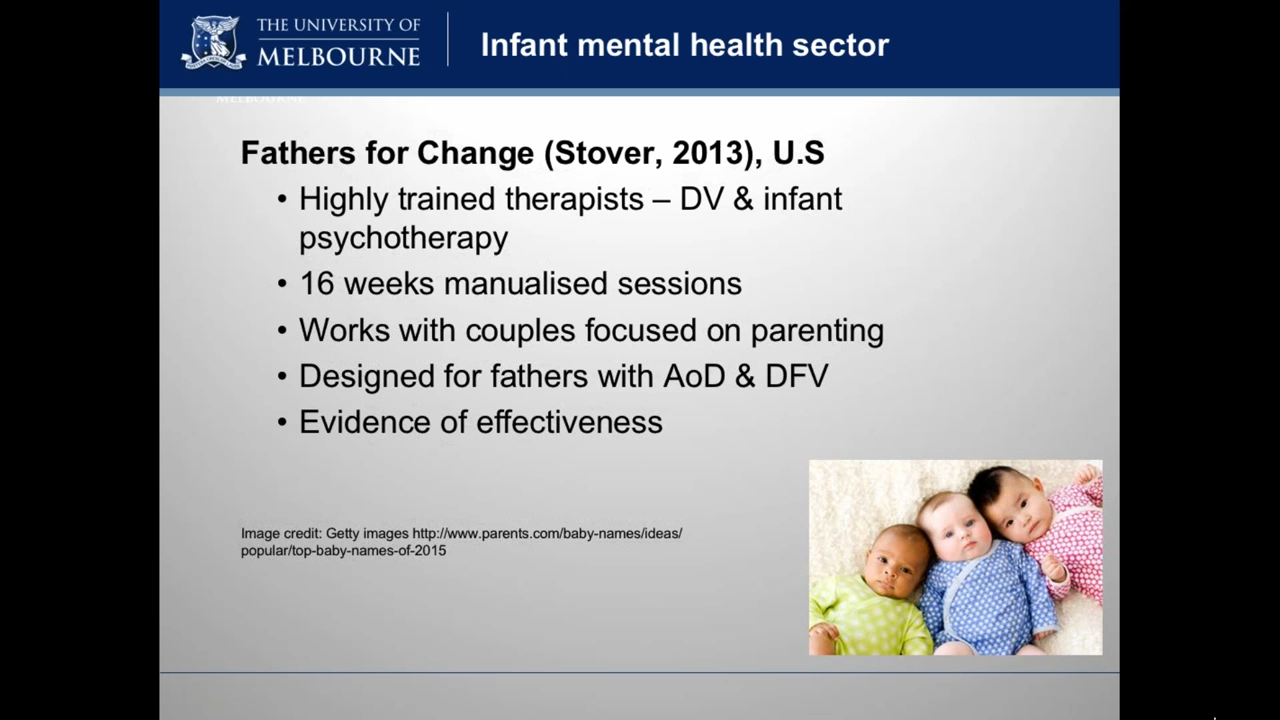 THE UNIVERSITY OF
MELBOURNE
Infant mental health sector
MELBOURNE
Fathers for Change (Stover, 2013), U.S
• Highly trained therapists – DV & infant
psychotherapy
• 16 weeks manualised sessions
• Works with couples focused on parenting
• Designed for fathers with AoD & DFV
• Evidence of effectiveness
Image credit: Getty images http://www.parents.com/baby-names/ideas/
popular/top-baby-names-of-2015